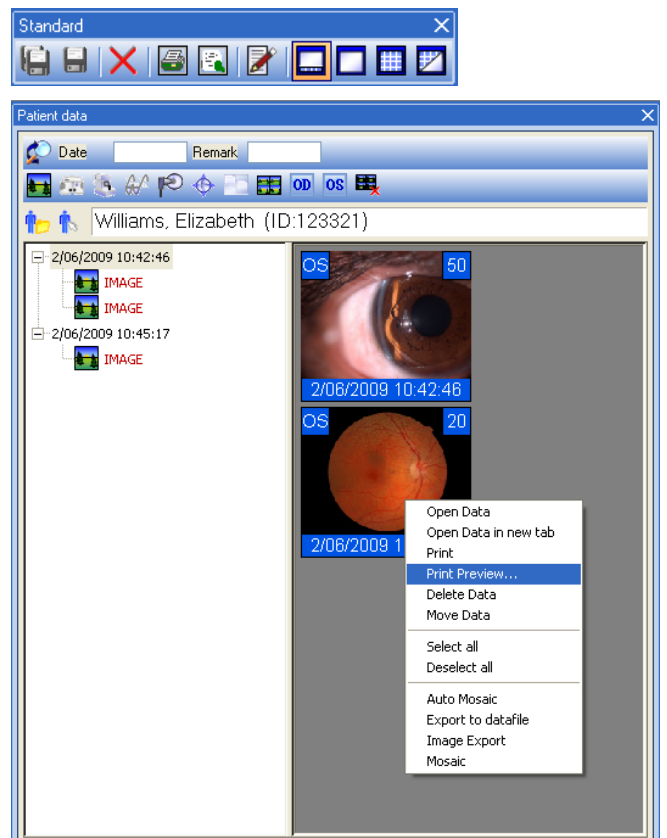 Standard
Patient data
Date
Remark
OD OS
Williams, Elizabeth (ID:123321)
2/06/2009 10:42:46
IMAGE
IMAGE
2/06/2009 10:45:17
IMAGE
OS 50
2/06/2009 10:42:46
OS 20
2/06/2009 1
Open Data
Open Data in new tab
Print
Print Preview...
Delete Data
Move Data
Select all
Deselect all
Auto Mosaic
Export to datafile
Image Export
Mosaic